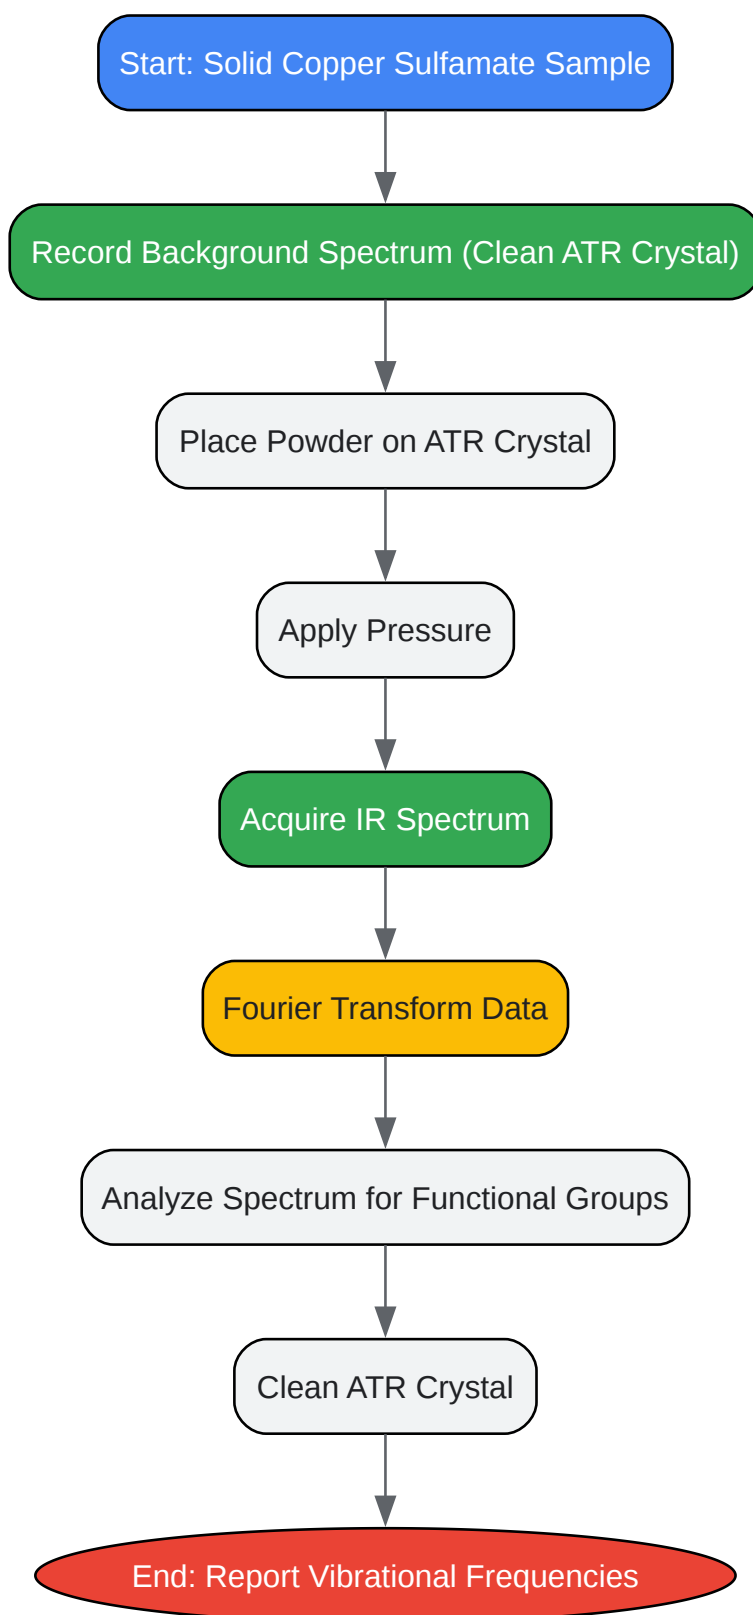 Start: Solid Copper Sulfamate Sample
Record Background Spectrum (Clean ATR Crystal)
Place Powder on ATR Crystal
Apply Pressure
Acquire IR Spectrum
Fourier Transform Data
Analyze Spectrum for Functional Groups
Clean ATR Crystal
End: Report Vibrational Frequencies